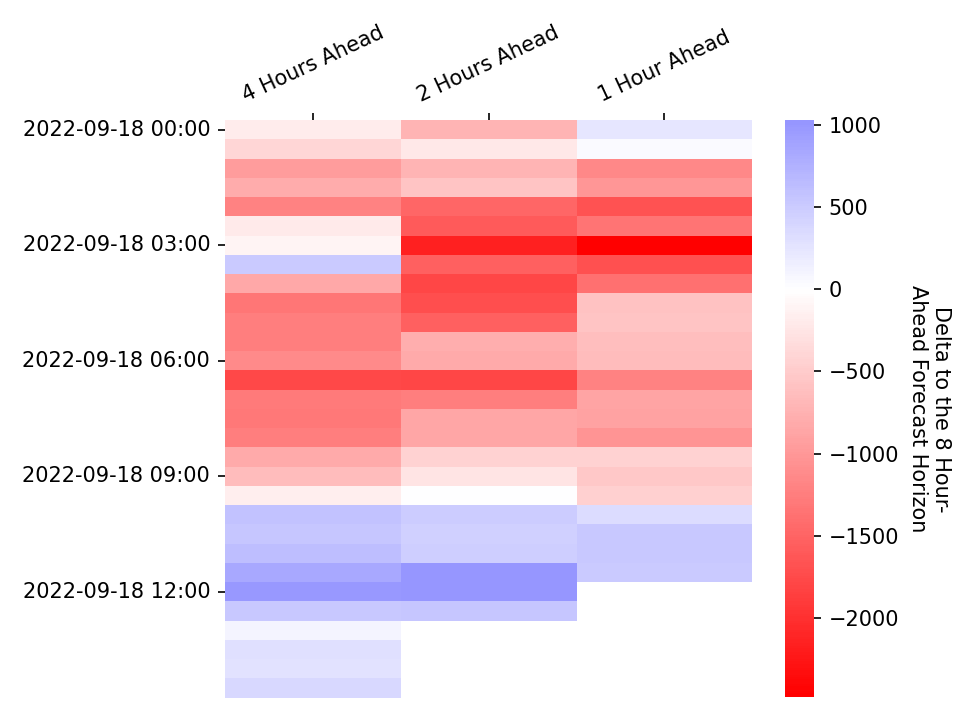 4 Hours Ahead
2 Hours Ahead
1 Hour Ahead
2022-09-18 00:00
2022-09-18 03:00
2022-09-18 06:00
2022-09-18 09:00
2022-09-18 12:00
1000
500
0
−500
−1000
−1500
−2000
Delta to the 8 Hour-
Ahead Forecast Horizon